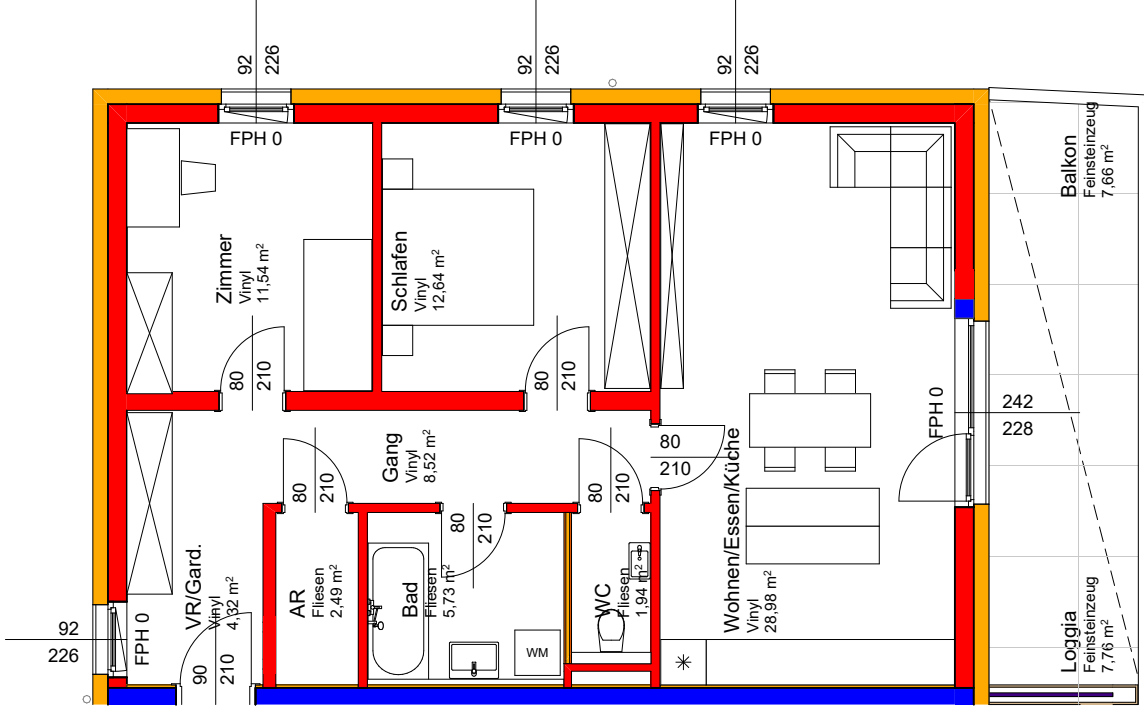 92
226
92
226
92
226
FPH 0
FPH 0
FPH 0
Zimmer
Vinyl
11,54 m²
Schlafen
Vinyl
12,64 m²
Balkon
Feinsteinzeug
7,66 m²
80
210
80
210
FPH 0
242
228
Gang
Vinyl
8,52 m²
80
210
80
210
80
210
80
210
Wohnen/Essen/Küche
Vinyl
28,98 m²
VR/Gard.
Vinyl
4,32 m²
AR
Fliesen
2,49 m²
Bad
Fliesen
5,73 m²
WC
Fliesen
1,94 m²
Loggia
Feinsteinzeug
7,76 m²
92
226
FPH 0
WM
90
210